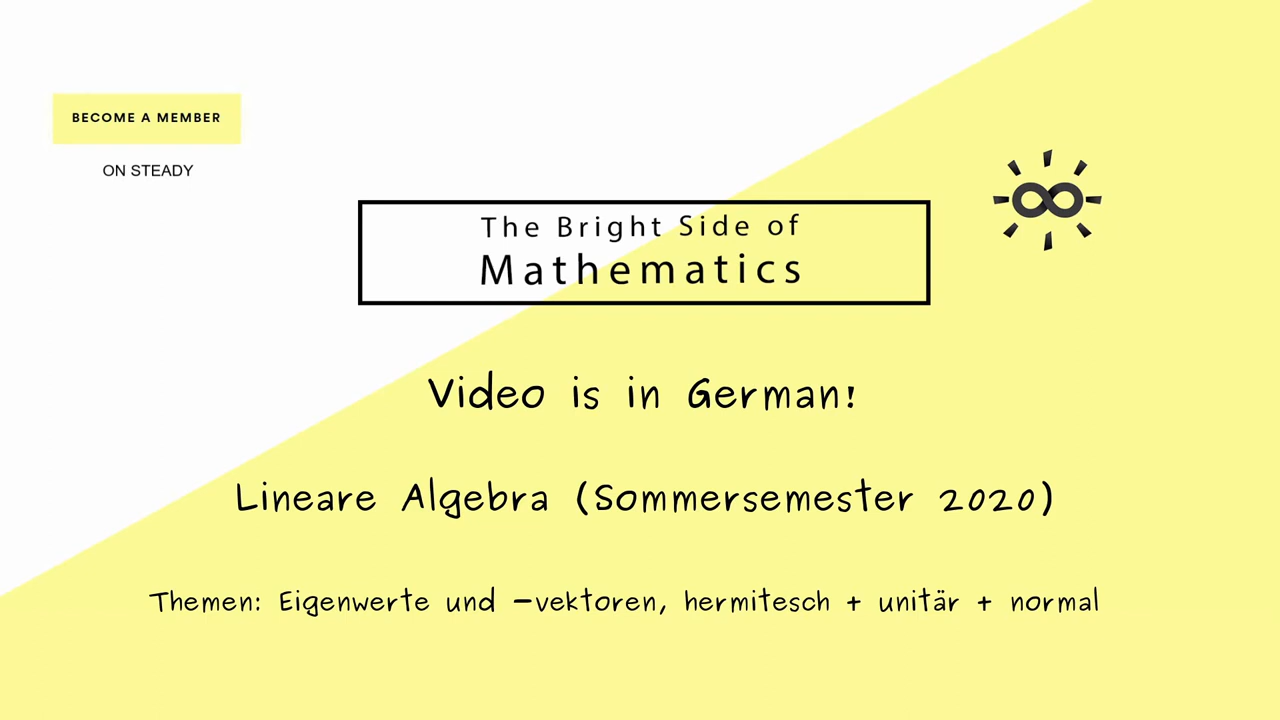 BECOME A MEMBER
ON STEADY
The Bright Side of
Mathematics
Video is in German!
Lineare Algebra (Sommersemester 2020)
Themen: Eigenwerte und -vektoren, hermitesch + unitär + normal